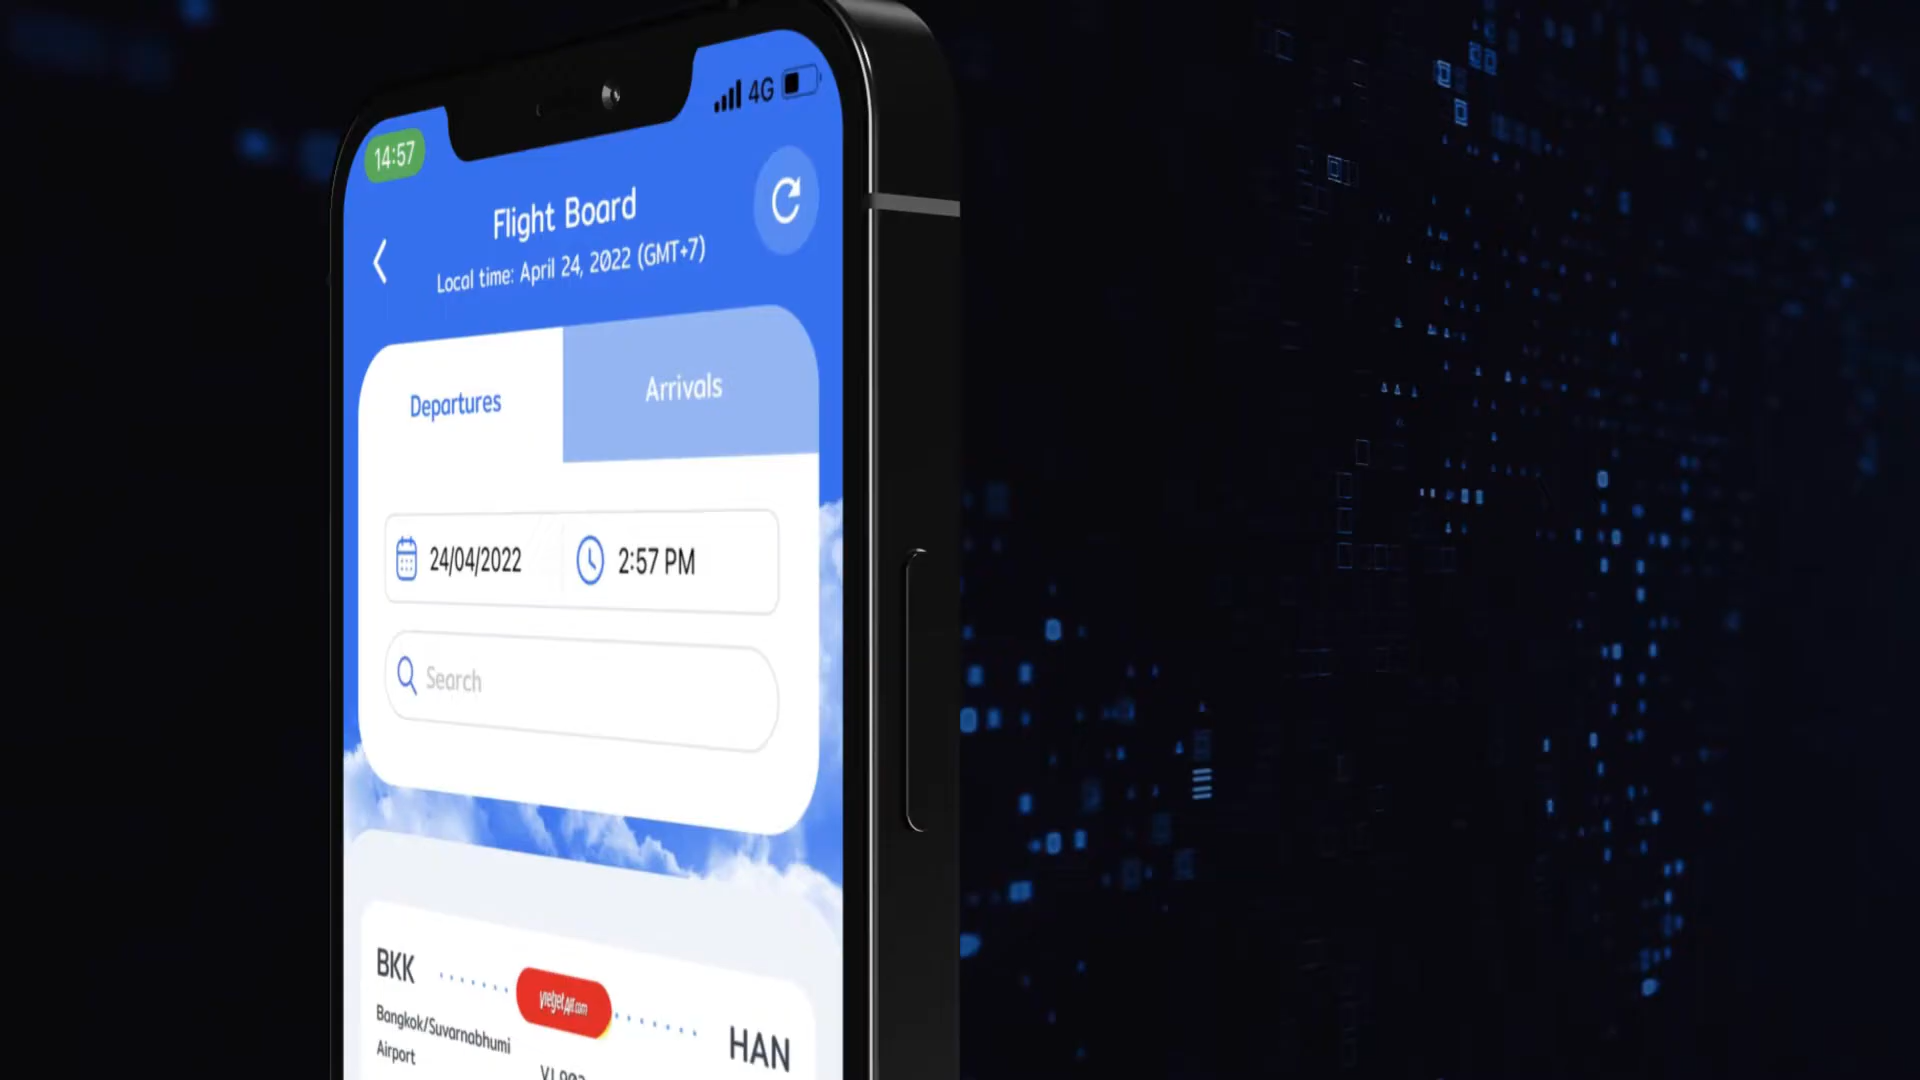 14:57
4G
Flight Board
Local time: April 24, 2022 (GMT+7)
Departures
Arrivals
24/04/2022
2:57 PM
Search
BKK
vietjetAir.com
HAN
Bangkok/Suvarnabhumi
Airport